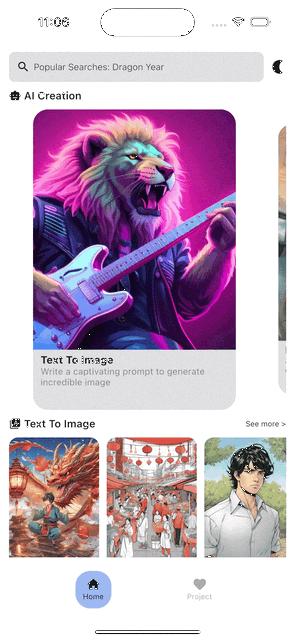 11:06
Popular Searches: Dragon Year
AI Creation
Text To Image
Write a captivating prompt to generate
incredible image
Text To Image
See more >
Home
Project